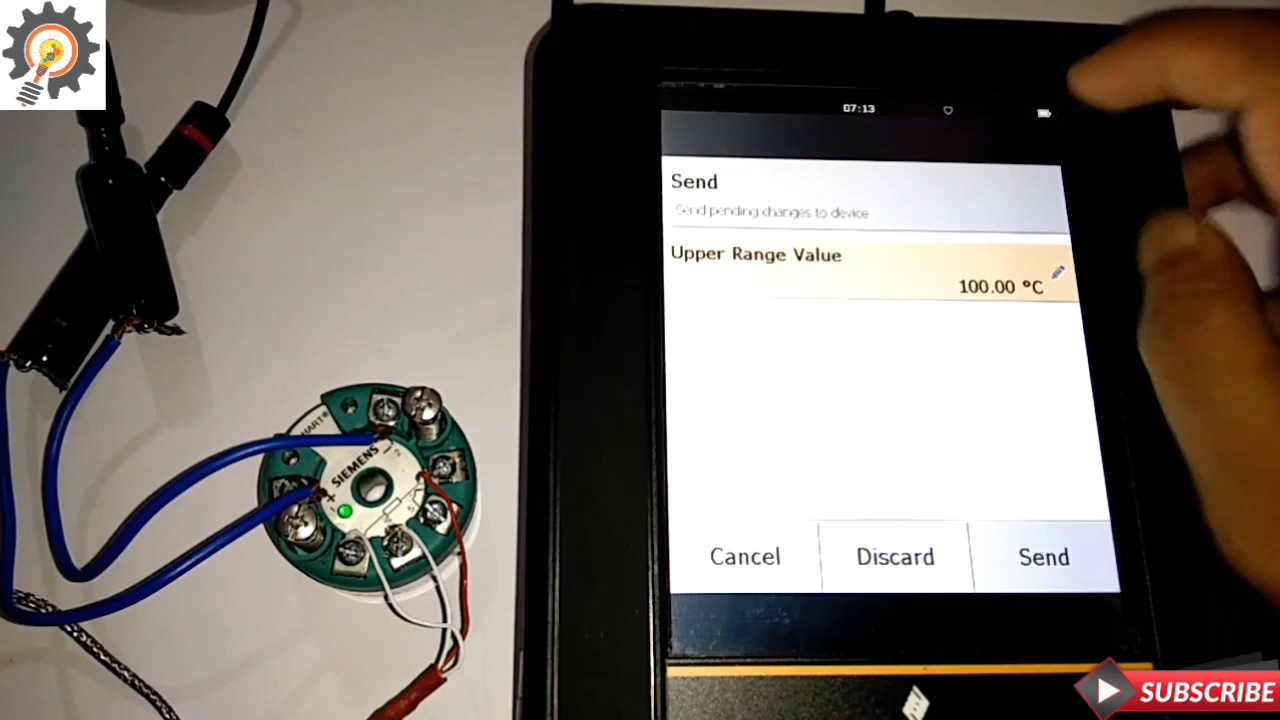 07:13
Send
Send pending changes to device
Upper Range Value
100.00 °C
Cancel
Discard
Send
HART
SIEMENS
+
SUBSCRIBE